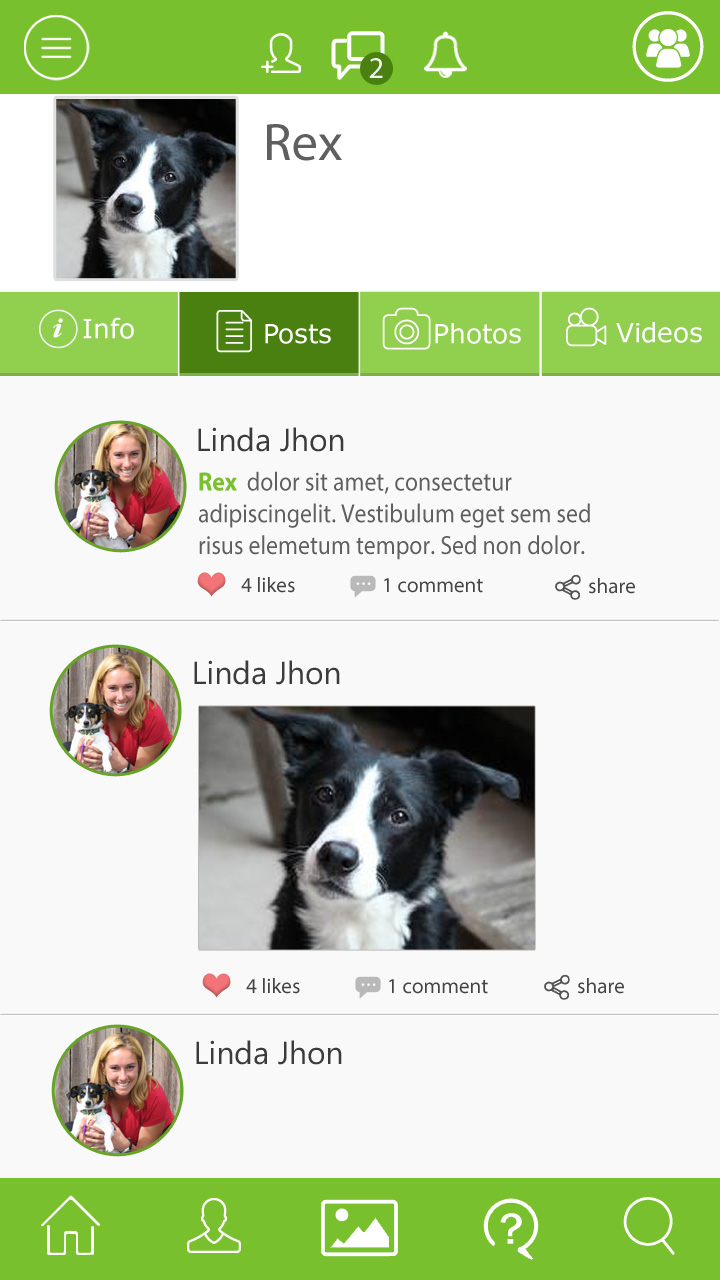 2
Rex
Info
Posts
Photos
Videos
Linda Jhon
Rex dolor sit amet, consectetur
adipiscingelit. Vestibulum eget sem sed
risus elemetum tempor. Sed non dolor.
4 likes 1 comment share
Linda Jhon
4 likes 1 comment share
Linda Jhon